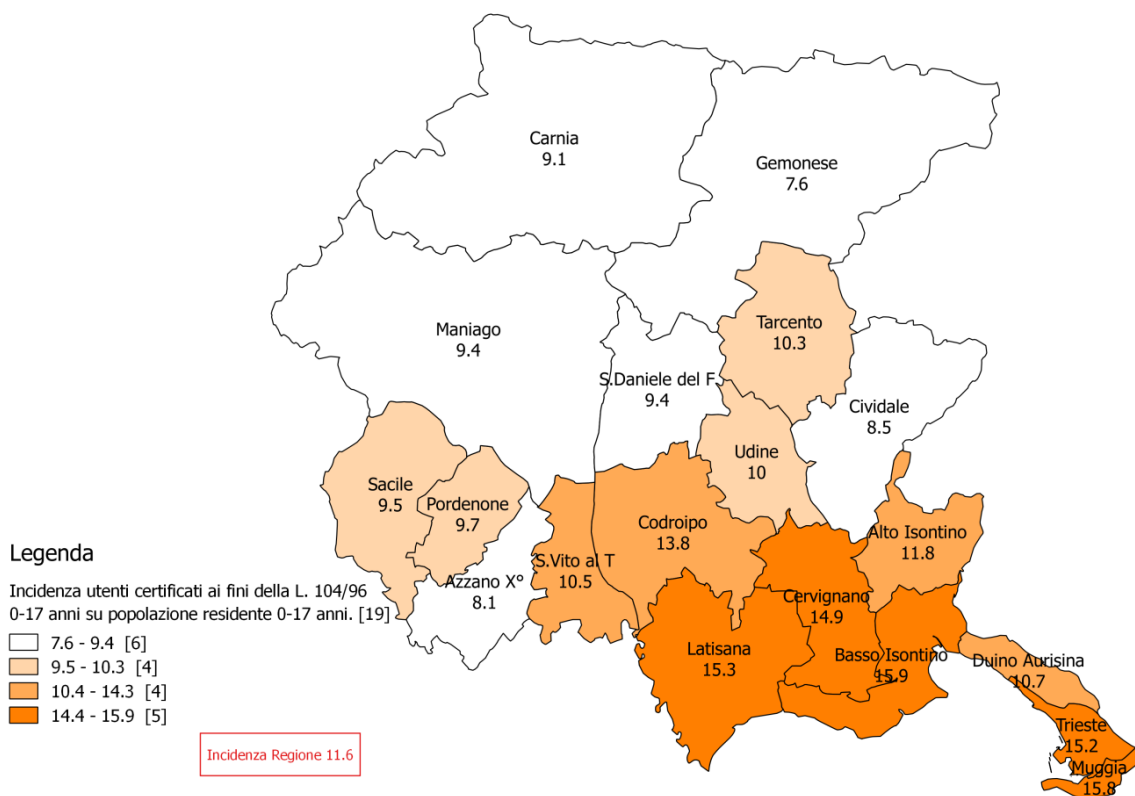 Carnia
9.1
Gemonese
7.6
Tarcento
10.3
Maniago
9.4
S.Daniele del F.
9.4
Cividale
8.5
Udine
10
Sacile
9.5
Pordenone
9.7
Codroipo
13.8
Alto Isontino
11.8
S.Vito al T
10.5
Azzano X°
8.1
Cervignano
14.9
Latisana
15.3
Basso Isontino
15.9
Duino Aurisina
10.7
Trieste
15.2
Muggia
15.8
Legenda
Incidenza utenti certificati ai fini della L. 104/96
0-17 anni su popolazione residente 0-17 anni. [19]
7.6 - 9.4 [6]
9.5 - 10.3 [4]
10.4 - 14.3 [4]
14.4 - 15.9 [5]
Incidenza Regione 11.6